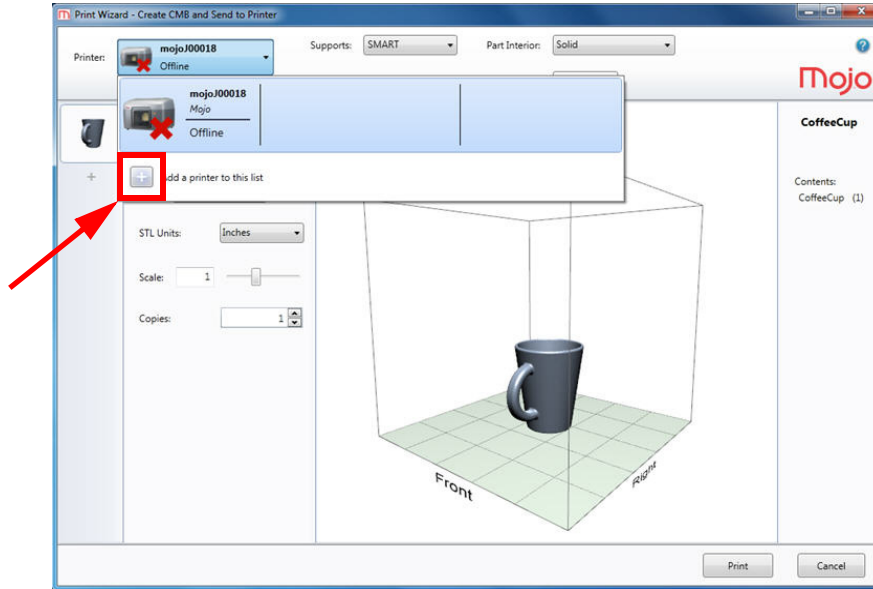 Print Wizard - Create CMB and Send to Printer
Printer: mojoJ00018 Supports: SMART Part Interior: Solid
Offline
mojo
mojoJ00018
Mojo
Offline
CoffeeCup
a printer to this list
Contents:
CoffeeCup (1)
STL Units: Inches
Scale: 1
Copies: 1
Front
Right
Print Cancel